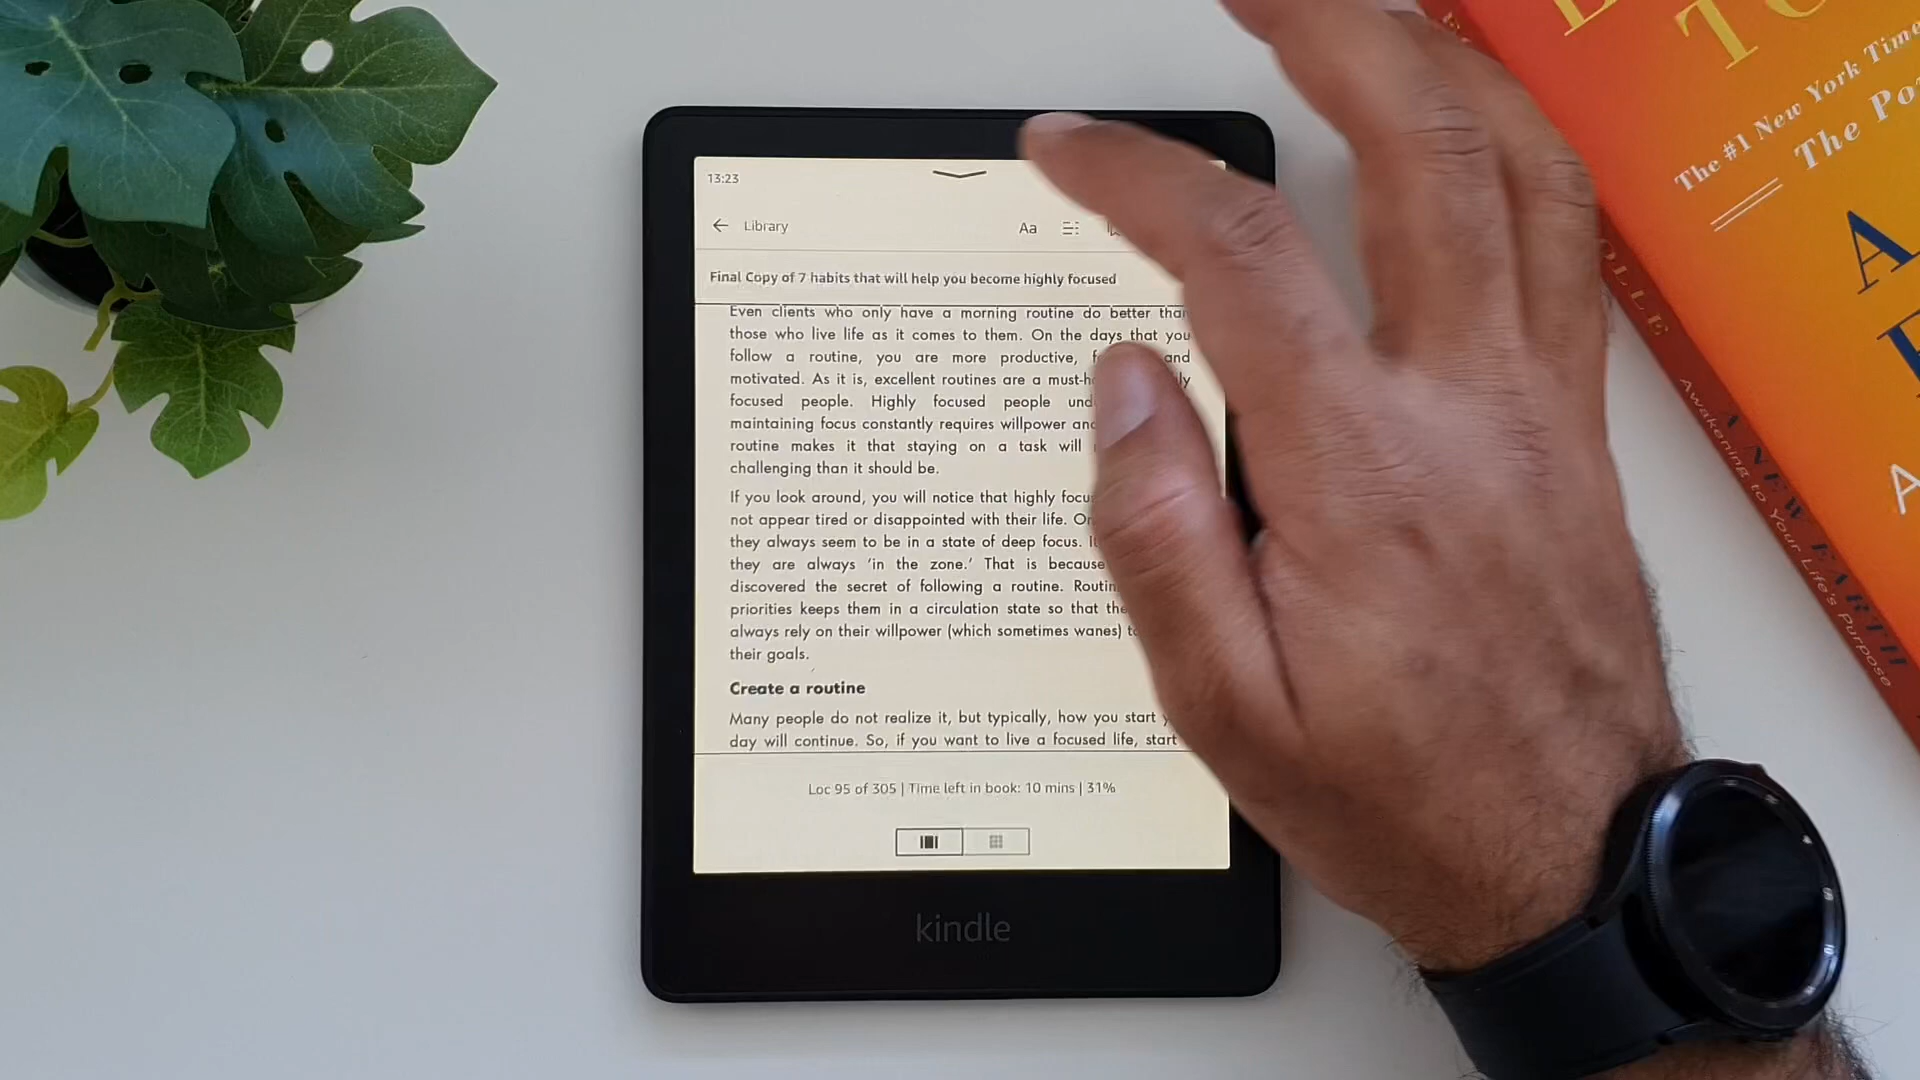 13:23
Library
Aa
Final Copy of 7 habits that will help you become highly focused
Even clients who only have a morning routine do better than
those who live life as it comes to them. On the days that you
follow a routine, you are more productive, and
motivated. As it is, excellent routines are a
focused people. Highly focused people
maintaining focus constantly requires willpower
routine makes it that staying on a task will
challenging than it should be.
If you look around, you will notice that highly
not appear tired or disappointed with their life.
they always seem to be in a state of deep focus.
they are always ‘in the zone.’ That is because
discovered the secret of following a routine.
priorities keeps them in a circulation state so that
always rely on their willpower (which sometimes wanes)
their goals.
Create a routine
Many people do not realize it, but typically, how you start
day will continue. So, if you want to live a focused life, start
Loc 95 of 305 | Time left in book: 10 mins | 31%
kindle
The #1 New York
The
A NEW EARTH
Awakening to Your Life's Purpose